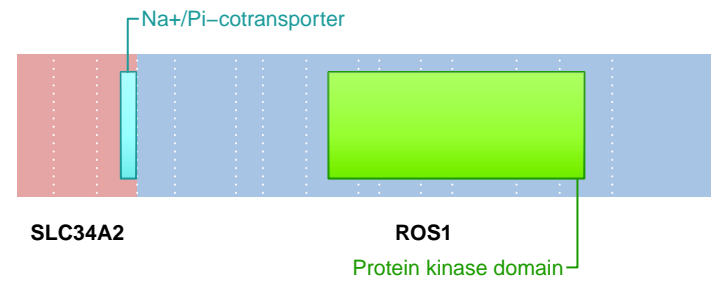 Na+/Pi−cotransporter
SLC34A2
ROS1
Protein kinase domain